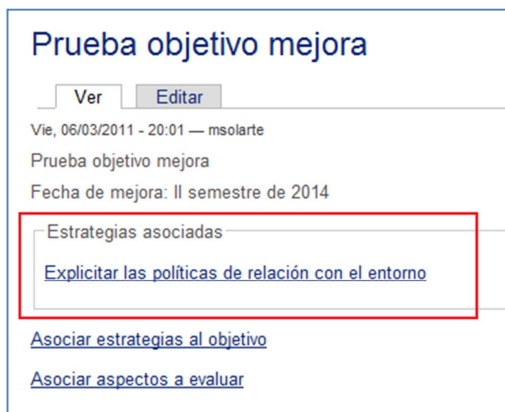 Prueba objetivo mejora
Ver Editar
Vie, 06/03/2011 - 20:01 — msolarte
Prueba objetivo mejora
Fecha de mejora: II semestre de 2014
Estrategias asociadas
Explicitar las políticas de relación con el entorno
Asociar estrategias al objetivo
Asociar aspectos a evaluar